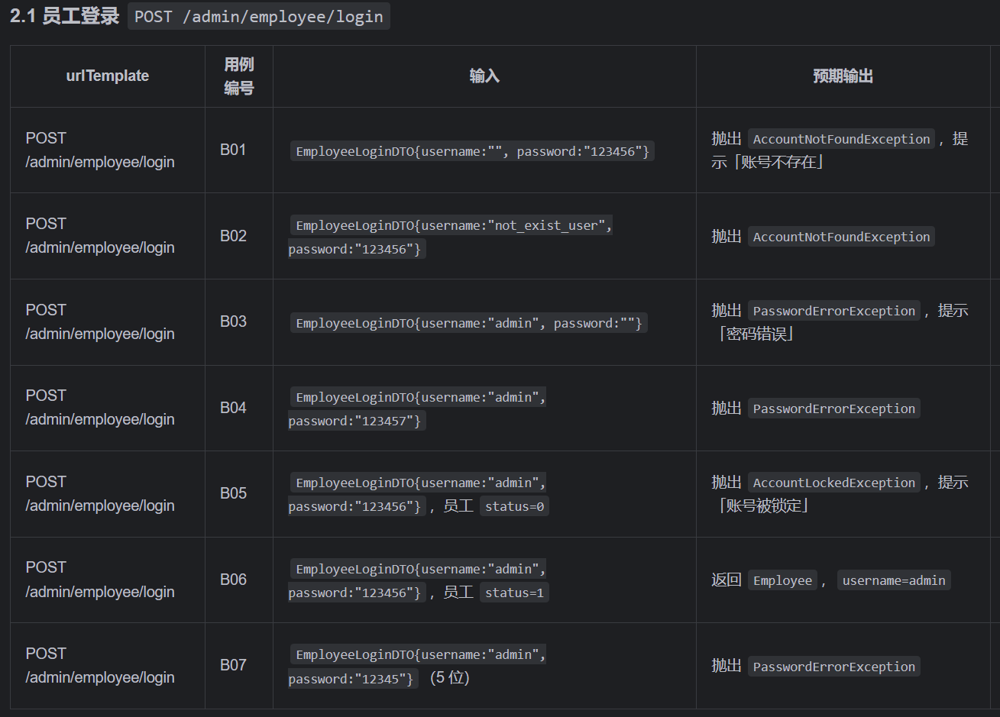 2.1 员工登录 POST /admin/employee/login
urlTemplate
用例
编号
输入
预期输出
POST
/admin/employee/login
B01
EmployeeLoginDTO{username:"", password:"123456"}
抛出 AccountNotFoundException ，提
示「账号不存在」
POST
/admin/employee/login
B02
EmployeeLoginDTO{username:"not_exist_user",
password:"123456"}
抛出 AccountNotFoundException
POST
/admin/employee/login
B03
EmployeeLoginDTO{username:"admin", password:""}
抛出 PasswordErrorException ，提示
「密码错误」
POST
/admin/employee/login
B04
EmployeeLoginDTO{username:"admin",
password:"123457"}
抛出 PasswordErrorException
POST
/admin/employee/login
B05
EmployeeLoginDTO{username:"admin",
password:"123456"} ，员工 status=0
抛出 AccountLockedException ，提示
「账号被锁定」
POST
/admin/employee/login
B06
EmployeeLoginDTO{username:"admin",
password:"123456"} ，员工 status=1
返回 Employee ， username=admin
POST
/admin/employee/login
B07
EmployeeLoginDTO{username:"admin",
password:"12345"} （5 位）
抛出 PasswordErrorException